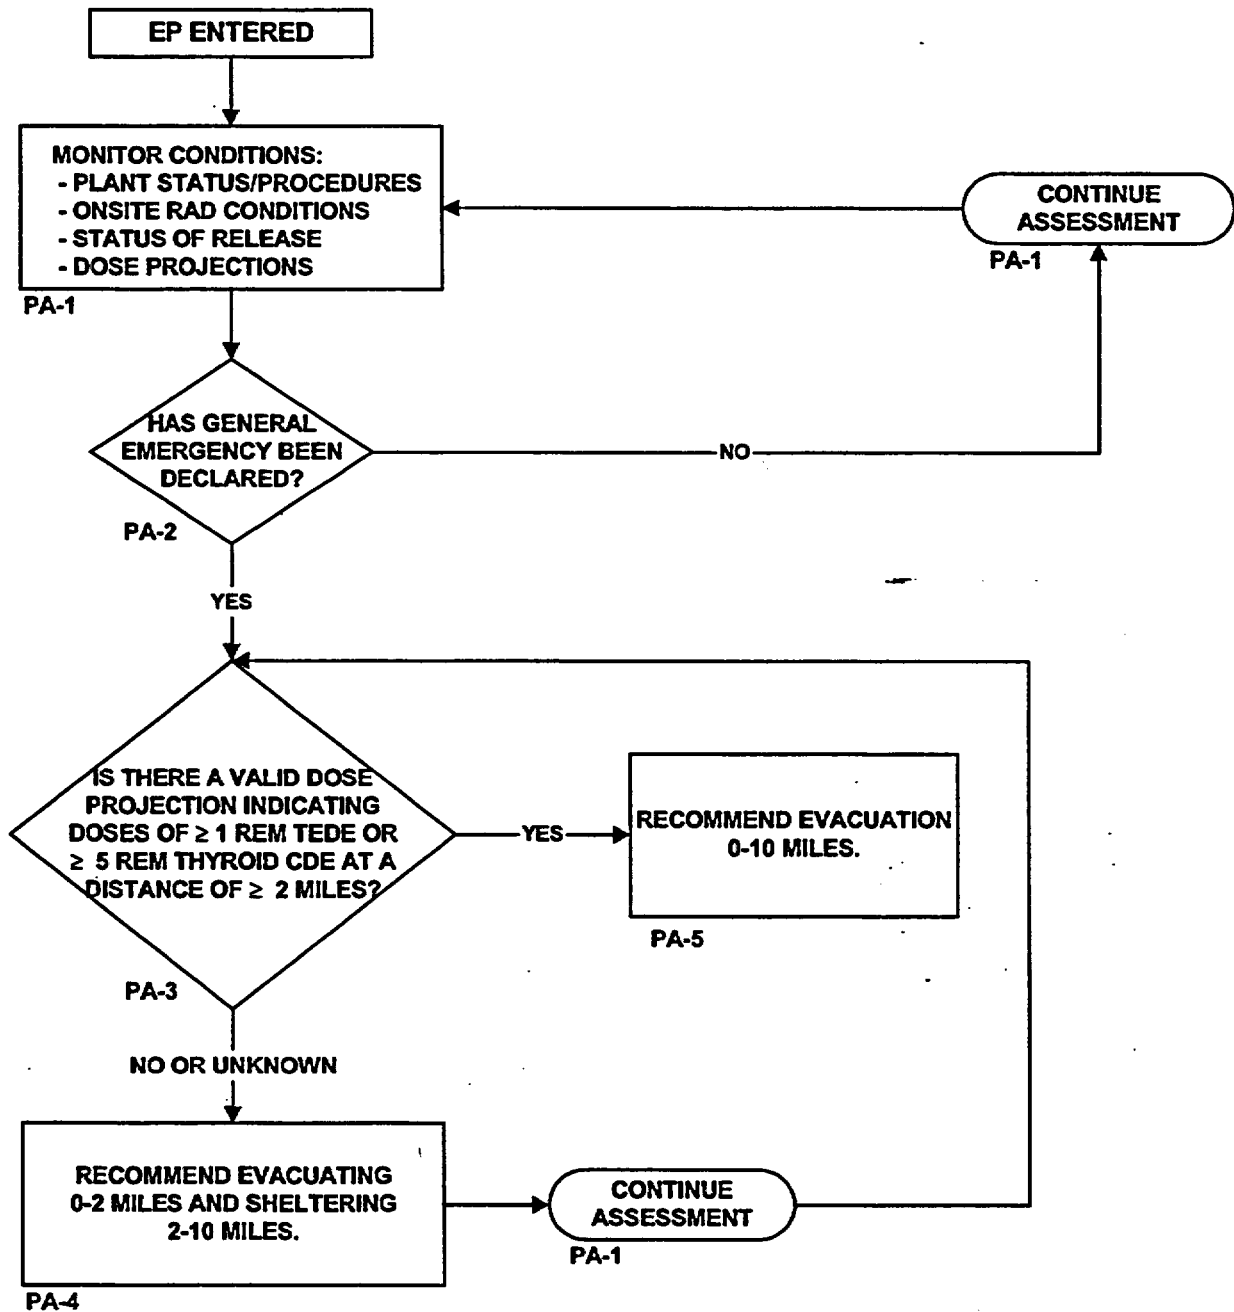 EP ENTERED
MONITOR CONDITIONS:
- PLANT STATUS/PROCEDURES
- ONSITE RAD CONDITIONS
- STATUS OF RELEASE
- DOSE PROJECTIONS
PA-1
CONTINUE
ASSESSMENT
PA-1
HAS GENERAL
EMERGENCY BEEN
DECLARED?
PA-2
NO
YES
IS THERE A VALID DOSE
PROJECTION INDICATING
DOSES OF ≥ 1 REM TEDE OR
≥ 5 REM THYROID CDE AT A
DISTANCE OF ≥ 2 MILES?
PA-3
YES
RECOMMEND EVACUATION
0-10 MILES.
PA-5
NO OR UNKNOWN
RECOMMEND EVACUATING
0-2 MILES AND SHELTERING
2-10 MILES.
PA-4
CONTINUE
ASSESSMENT
PA-1